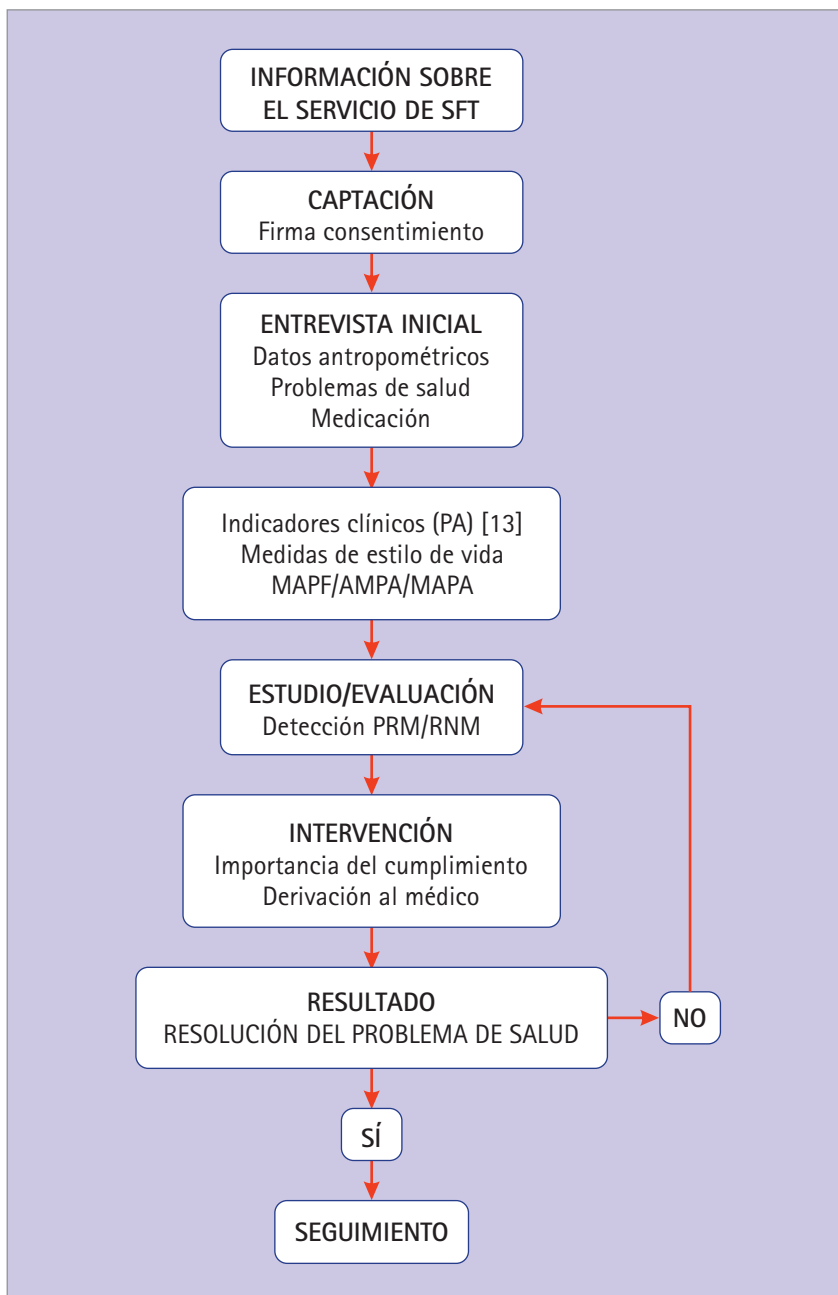 INFORMACIÓN SOBRE
EL SERVICIO DE SFT
CAPTACIÓN
Firma consentimiento
ENTREVISTA INICIAL
Datos antropométricos
Problemas de salud
Medicación
Indicadores clínicos (PA) [13]
Medidas de estilo de vida
MAPF/AMPA/MAPA
ESTUDIO/EVALUACIÓN
Detección PRM/RNM
INTERVENCIÓN
Importancia del cumplimiento
Derivación al médico
RESULTADO
RESOLUCIÓN DEL PROBLEMA DE SALUD
NO
SÍ
SEGUIMIENTO